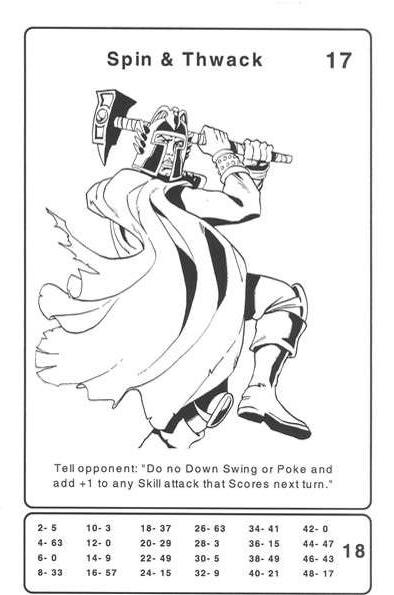 Spin & Thwack 17
Tell opponent: "Do no Down Swing or Poke and
add +1 to any Skill attack that Scores next turn."
2- 5 10- 3 18- 37 26- 63 34- 41 42- 0
4- 63 12- 0 20- 29 28- 3 36- 15 44- 47
6- 0 14- 9 22- 49 30- 5 38- 49 46- 43
8- 33 16- 57 24- 15 32- 9 40- 21 48- 17
18